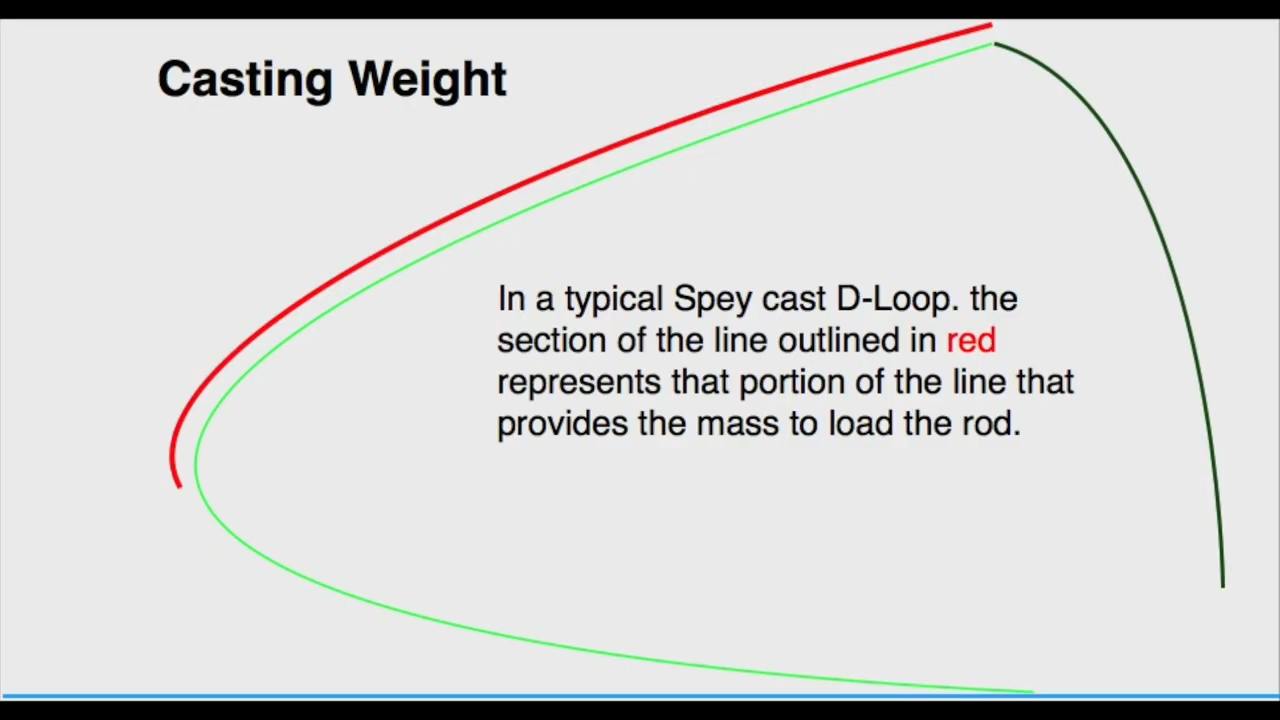 Casting Weight
In a typical Spey cast D-Loop. the
section of the line outlined in red
represents that portion of the line that
provides the mass to load the rod.